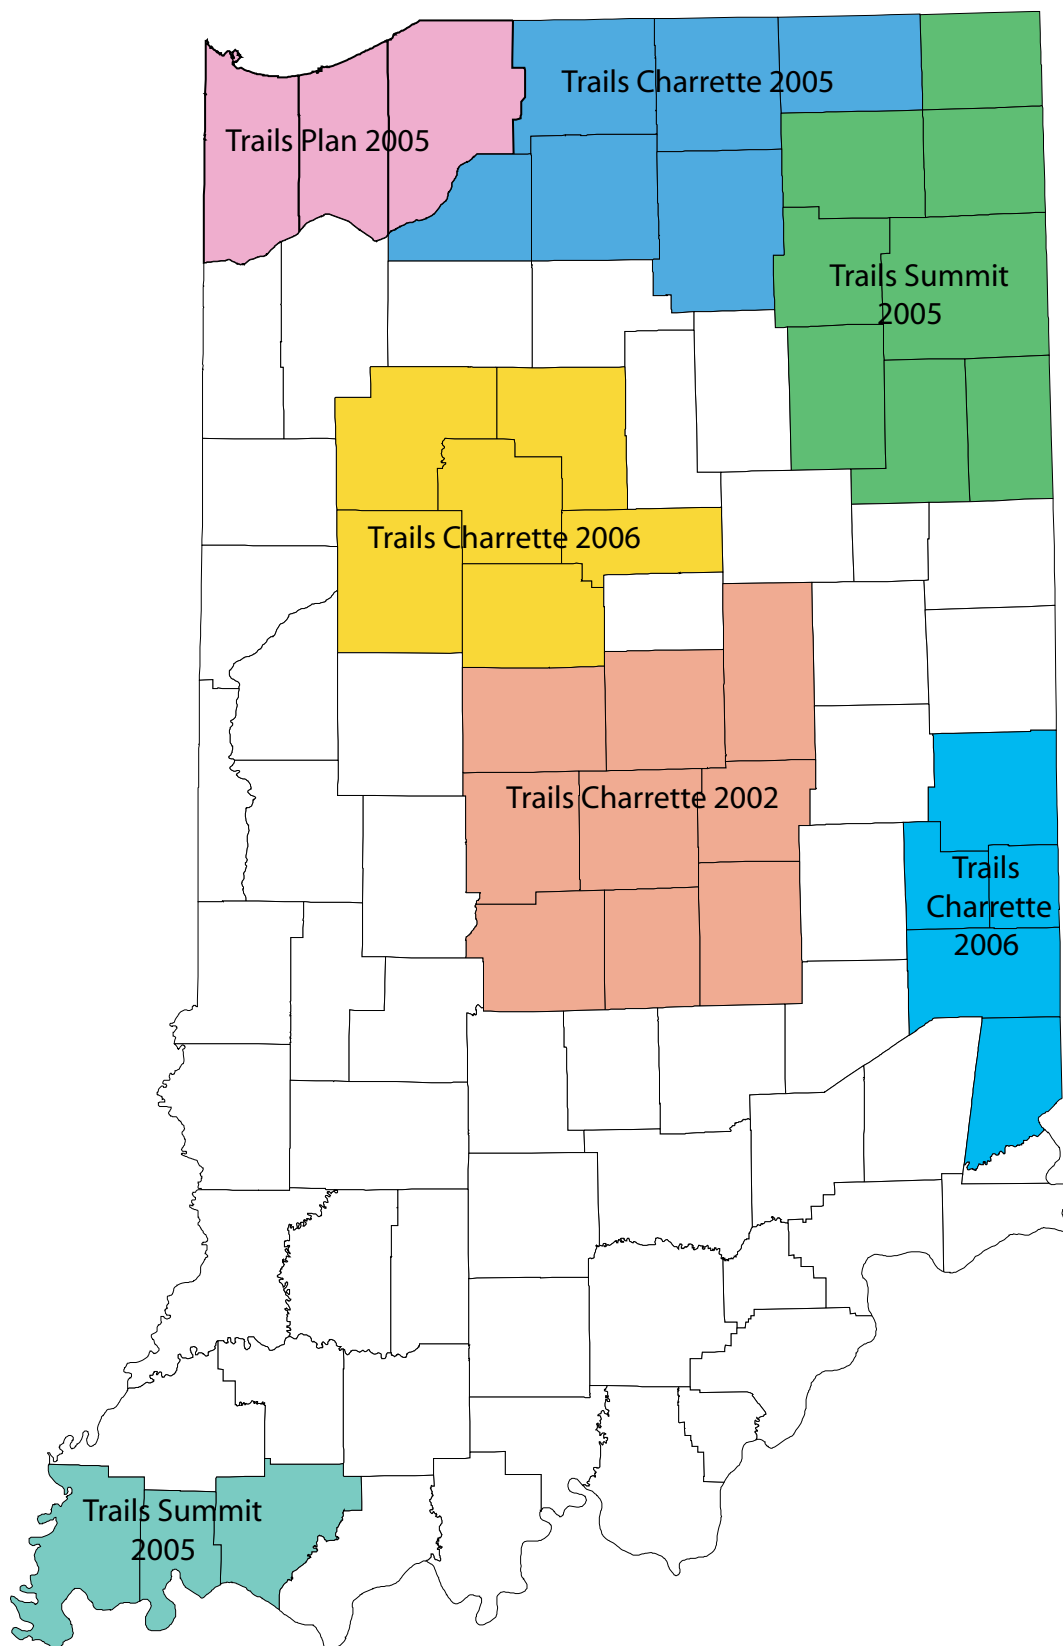 Trails Charrette 2005
Trails Plan 2005
Trails Summit
2005
Trails Charrette 2006
Trails Charrette 2002
Trails
Charrette
2006
Trails Summit
2005